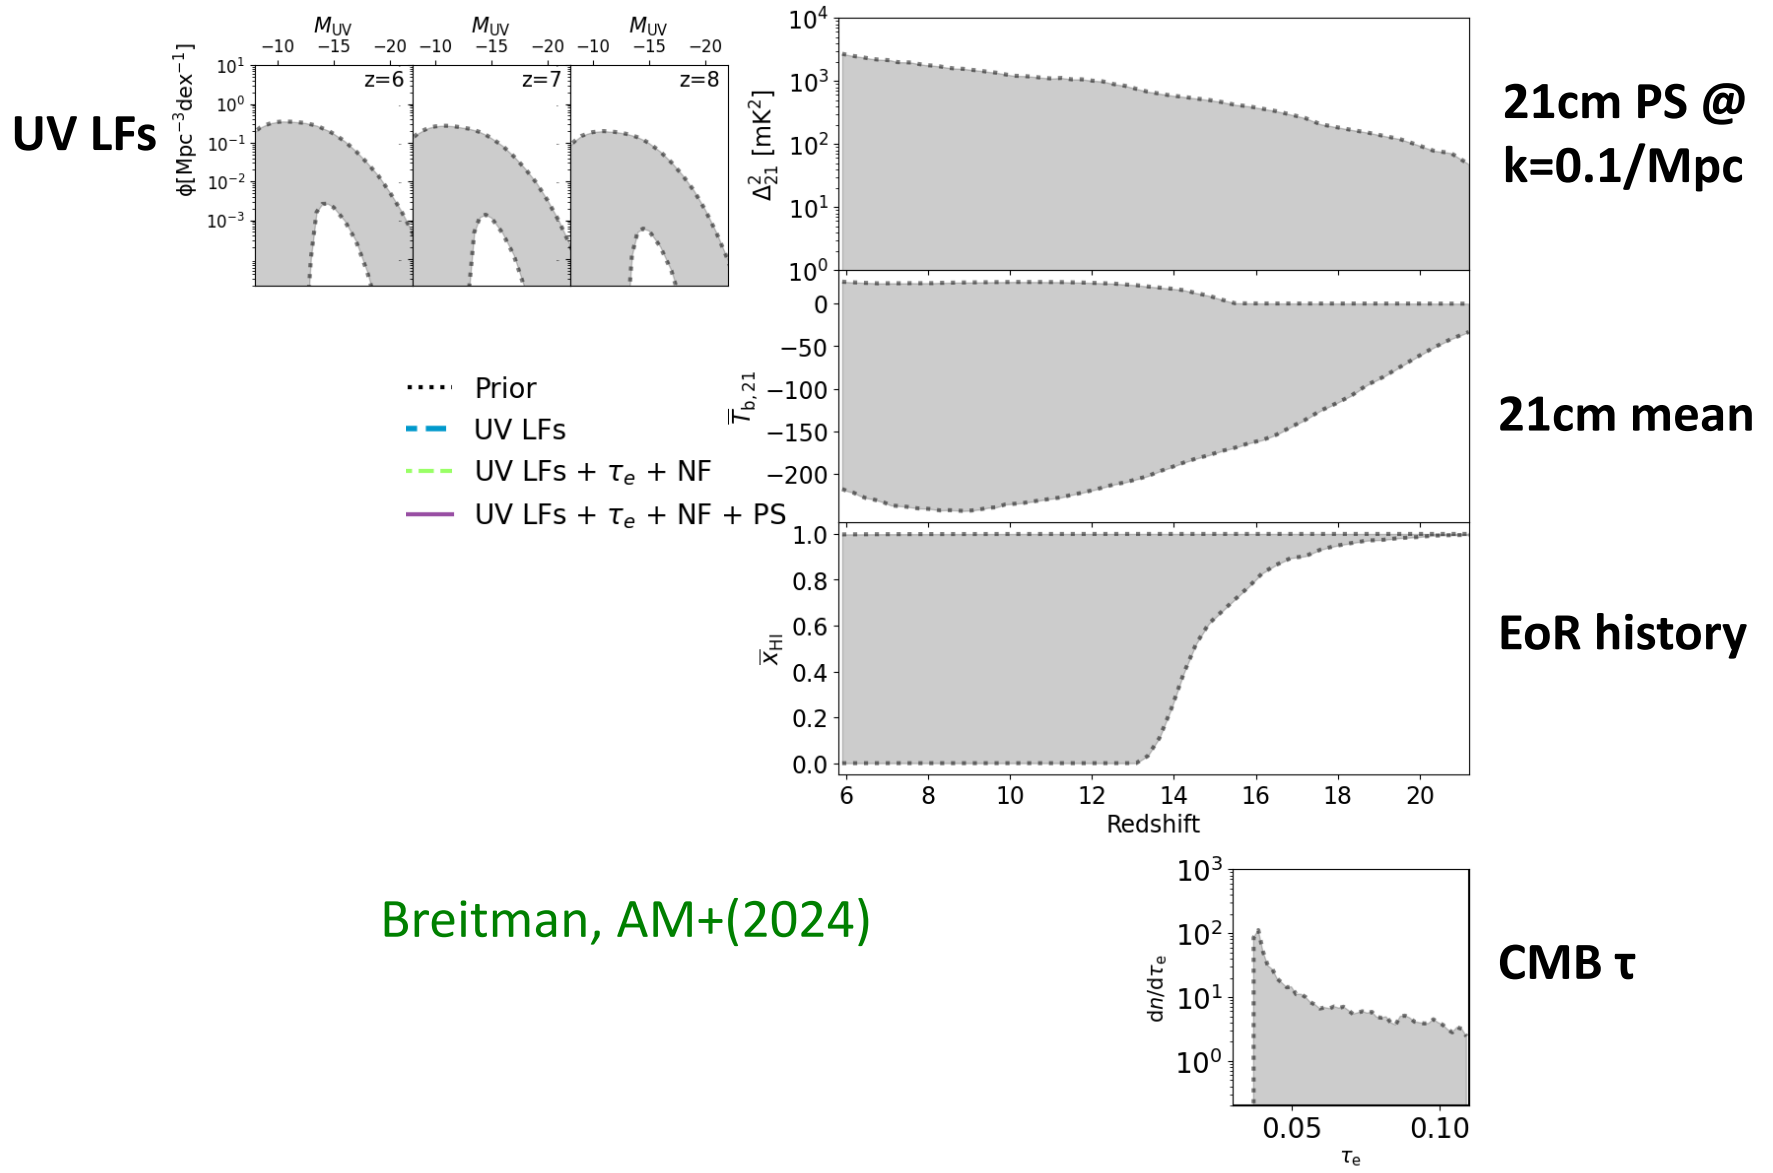 UV LFs
M_UV
M_UV
M_UV
−10 −15 −20
−10 −15 −20
−10 −15 −20
z=6
z=7
z=8
ϕ[Mpc⁻³dex⁻¹]
10¹
10⁰
10⁻¹
10⁻²
10⁻³
Prior
UV LFs
UV LFs + τₑ + NF
UV LFs + τₑ + NF + PS
Δ²₂₁ [mK²]
10⁴
10³
10²
10¹
10⁰
21cm PS @
k=0.1/Mpc
T̅_b,21
0
−50
−100
−150
−200
21cm mean
x̅_HI
1.0
0.8
0.6
0.4
0.2
0.0
EoR history
6 8 10 12 14 16 18 20
Redshift
Breitman, AM+(2024)
dn/dτₑ
10³
10²
10¹
10⁰
0.05 0.10
τₑ
CMB τ